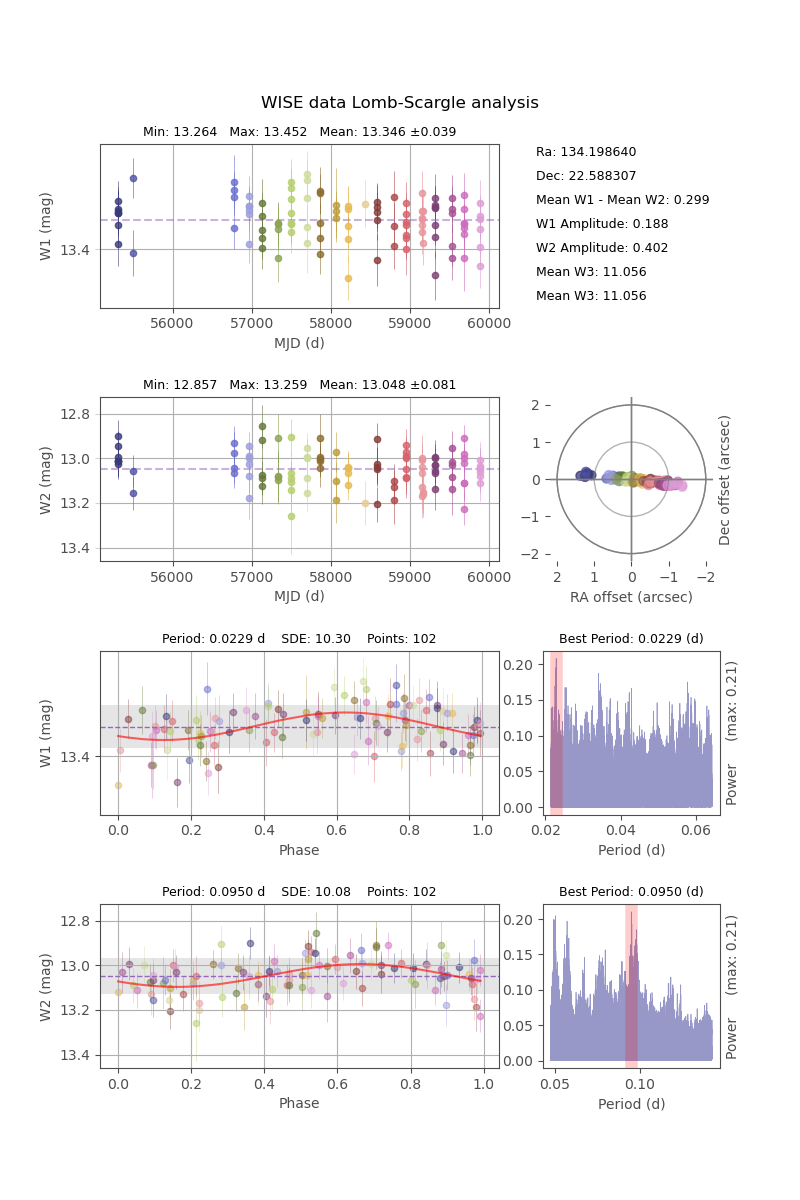 WISE data Lomb-Scargle analysis
Min: 13.264   Max: 13.452   Mean: 13.346 ±0.039
W1 (mag)
13.4
56000 57000 58000 59000 60000
MJD (d)
Ra: 134.198640
Dec: 22.588307
Mean W1 - Mean W2: 0.299
W1 Amplitude: 0.188
W2 Amplitude: 0.402
Mean W3: 11.056
Mean W3: 11.056
Min: 12.857   Max: 13.259   Mean: 13.048 ±0.081
W2 (mag)
12.8
13.0
13.2
13.4
56000 57000 58000 59000 60000
MJD (d)
2
1
0
−1
−2
2 1 0 −1 −2
RA offset (arcsec)
Dec offset (arcsec)
Period: 0.0229 d    SDE: 10.30    Points: 102
W1 (mag)
13.4
0.0 0.2 0.4 0.6 0.8 1.0
Phase
Best Period: 0.0229 (d)
0.20
0.15
0.10
0.05
0.00
0.02 0.04 0.06
Period (d)
Power     (max: 0.21)
Period: 0.0950 d    SDE: 10.08    Points: 102
W2 (mag)
12.8
13.0
13.2
13.4
0.0 0.2 0.4 0.6 0.8 1.0
Phase
Best Period: 0.0950 (d)
0.20
0.15
0.10
0.05
0.00
0.05 0.10
Period (d)
Power     (max: 0.21)